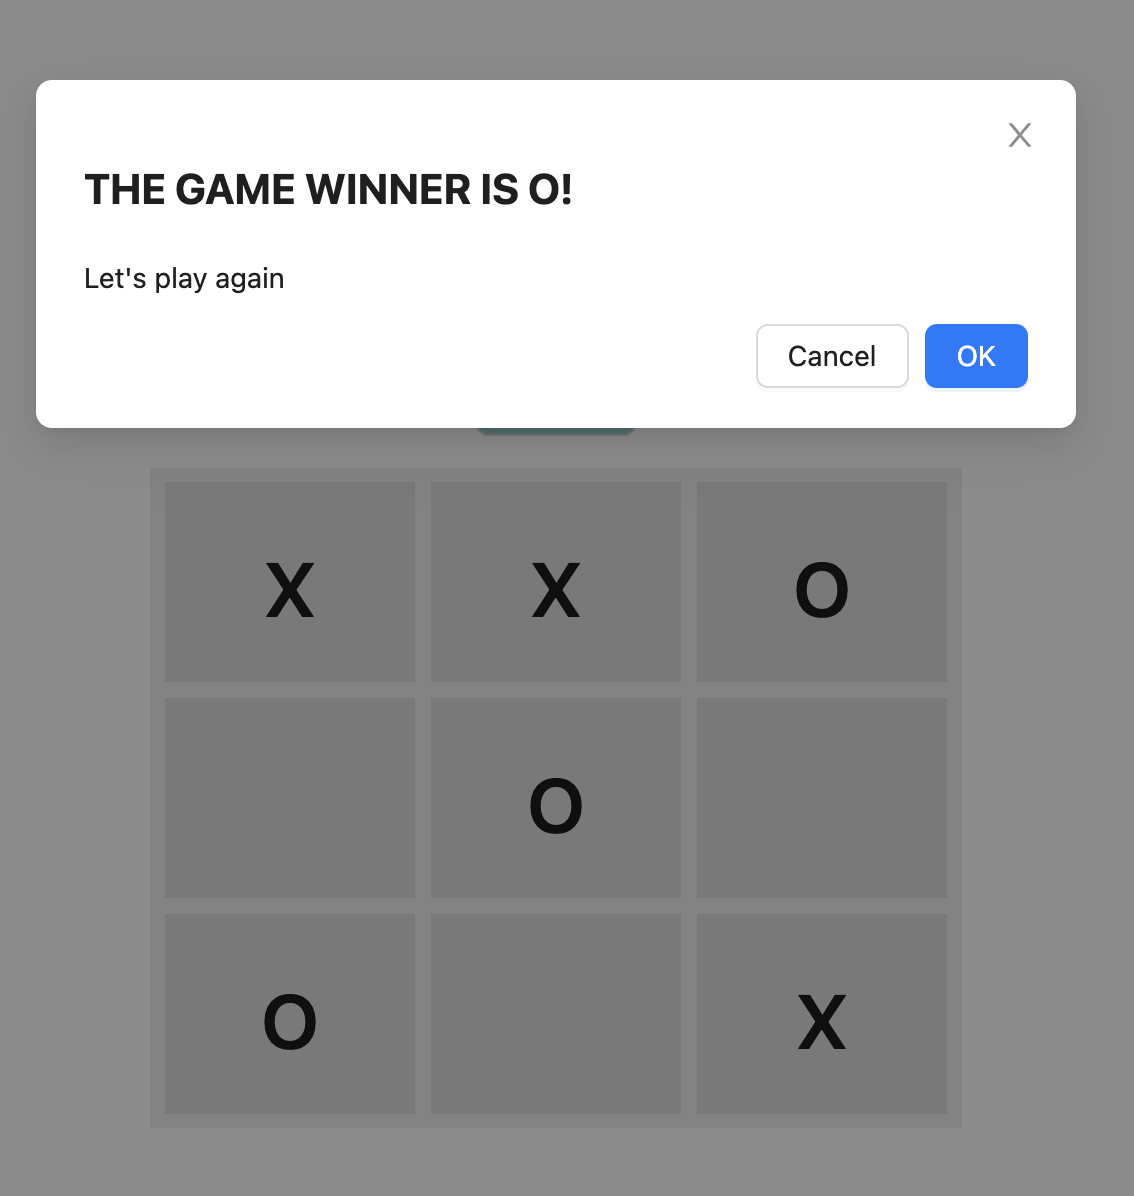 THE GAME WINNER IS O!
Let's play again
Cancel OK
X X O
O
O X